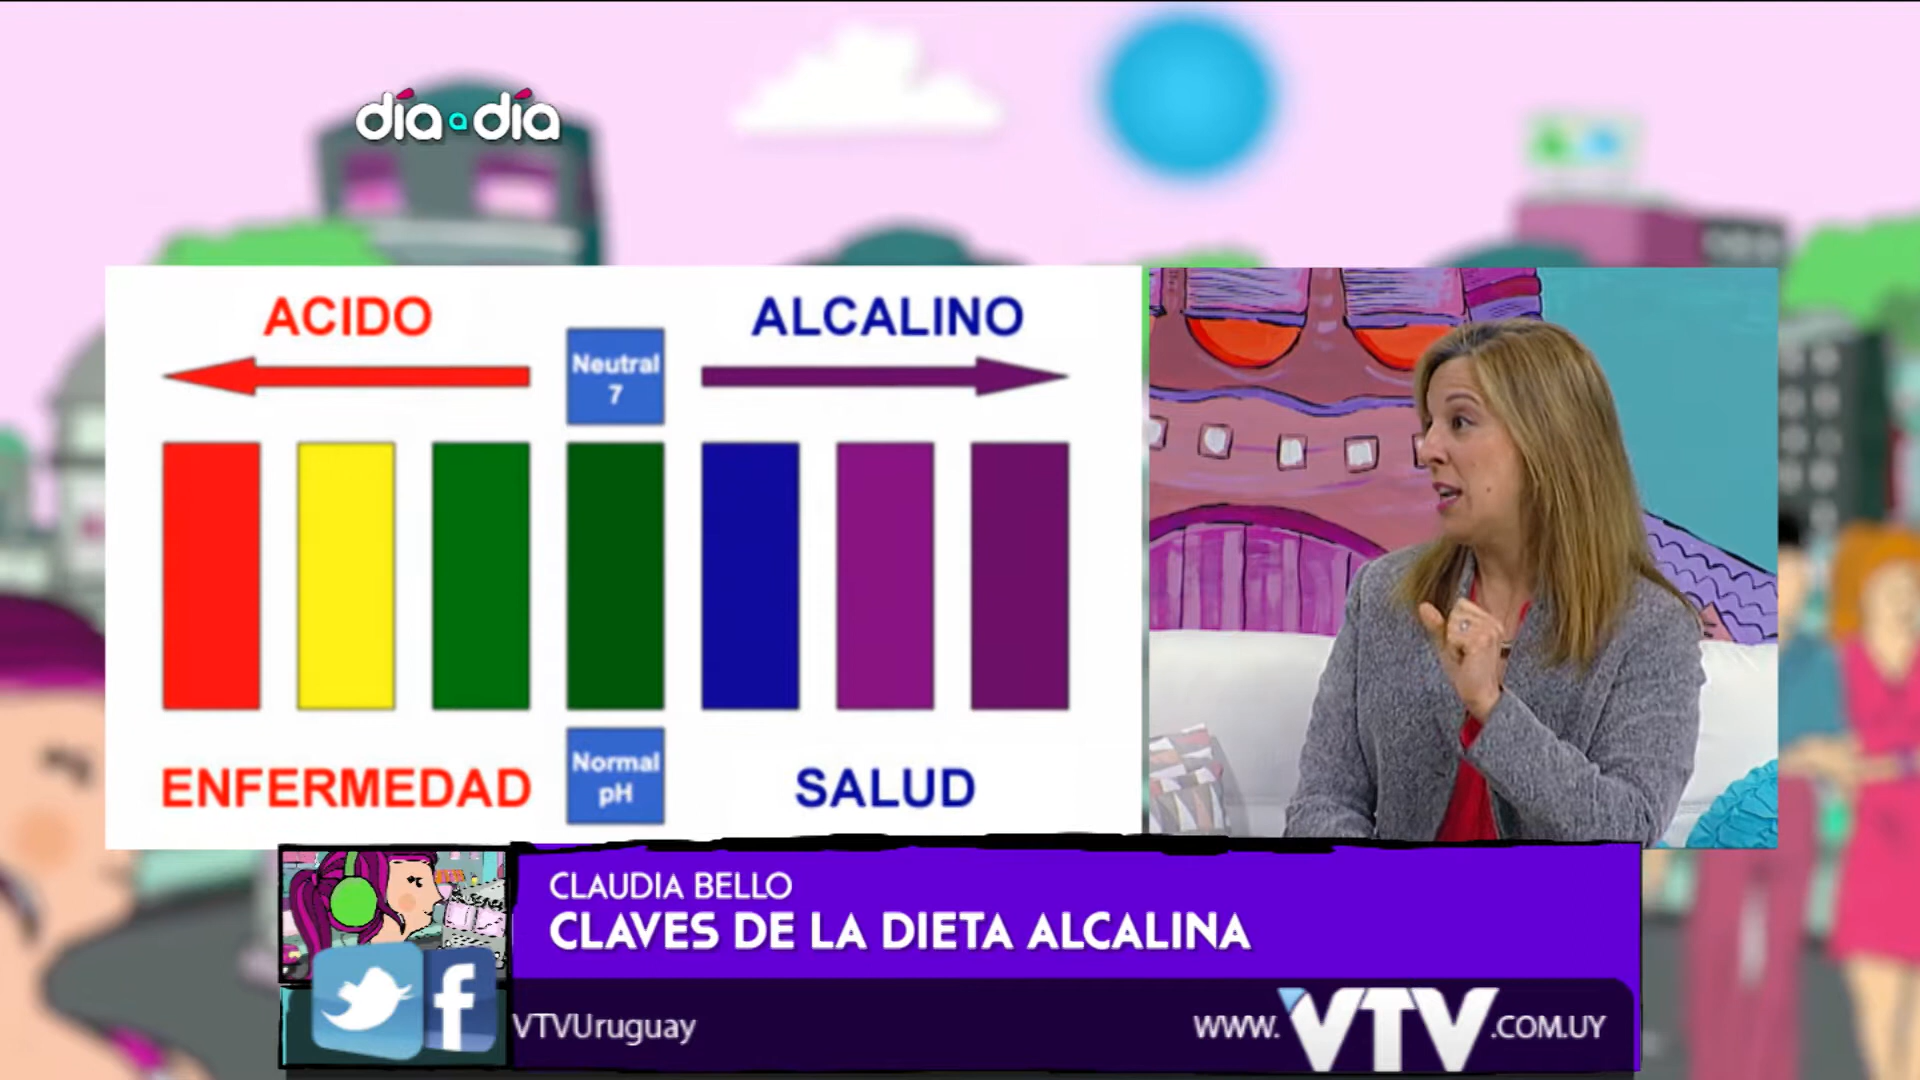 día a día
ACIDO
Neutral
7
ALCALINO
ENFERMEDAD
Normal
pH
SALUD
CLAUDIA BELLO
CLAVES DE LA DIETA ALCALINA
VTVUruguay
WWW.VTV.COM.UY